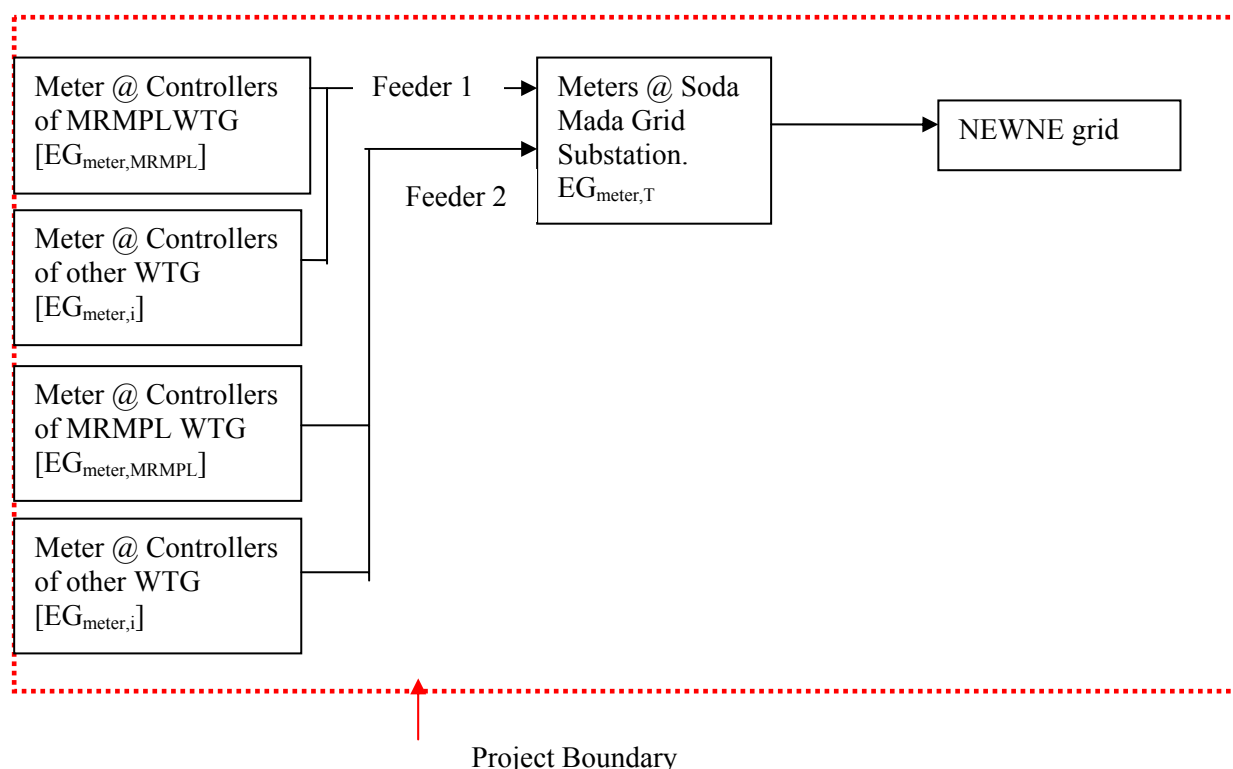 Meter @ Controllers
of MRMPLWTG
[EGmeter,MRMPL]
Feeder 1
Meters @ Soda
Mada Grid
Substation.
EGmeter,T
NEWNE grid
Feeder 2
Meter @ Controllers
of other WTG
[EGmeter,i]
Meter @ Controllers
of MRMPL WTG
[EGmeter,MRMPL]
Meter @ Controllers
of other WTG
[EGmeter,i]
Project Boundary